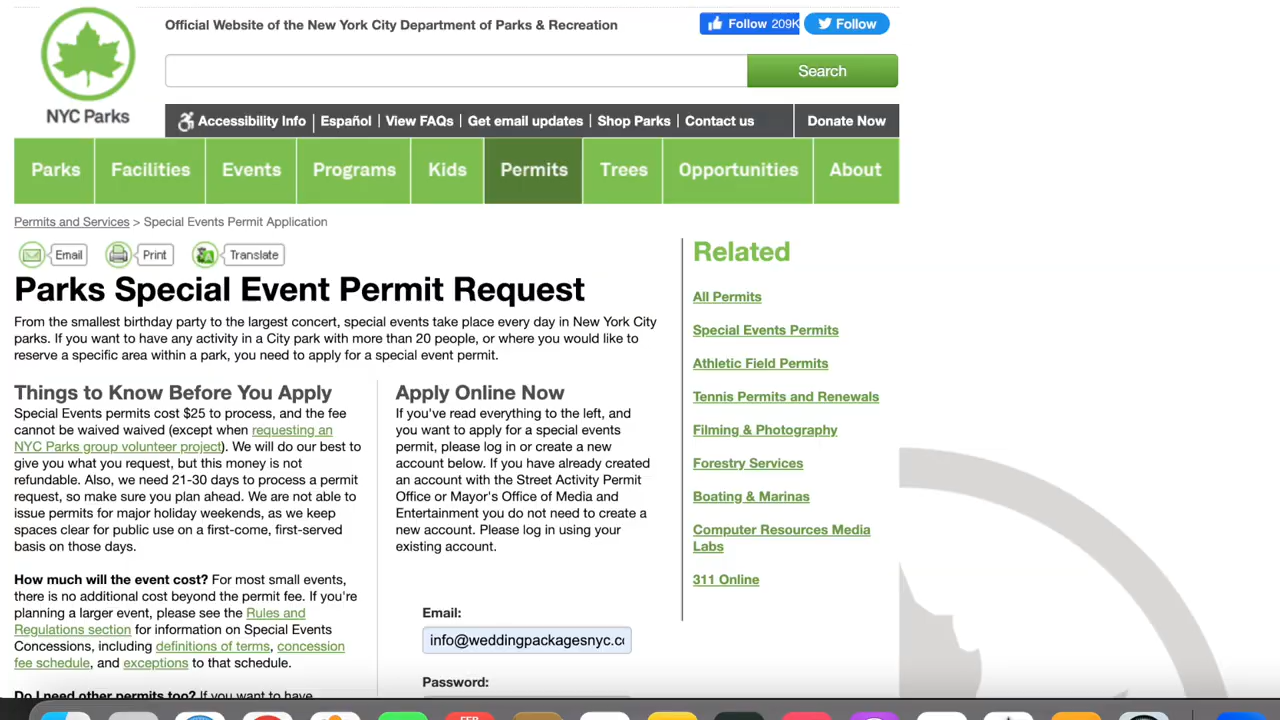 Official Website of the New York City Department of Parks & Recreation
Follow 209K
Follow
Search
NYC Parks
Accessibility Info | Español | View FAQs | Get email updates | Shop Parks | Contact us
Donate Now
Parks
Facilities
Events
Programs
Kids
Permits
Trees
Opportunities
About
Permits and Services > Special Events Permit Application
Email
Print
Translate
Parks Special Event Permit Request
From the smallest birthday party to the largest concert, special events take place every day in New York City
parks. If you want to have any activity in a City park with more than 20 people, or where you would like to
reserve a specific area within a park, you need to apply for a special event permit.
Things to Know Before You Apply
Special Events permits cost $25 to process, and the fee
cannot be waived waived (except when requesting an
NYC Parks group volunteer project). We will do our best to
give you what you request, but this money is not
refundable. Also, we need 21-30 days to process a permit
request, so make sure you plan ahead. We are not able to
issue permits for major holiday weekends, as we keep
spaces clear for public use on a first-come, first-served
basis on those days.
How much will the event cost? For most small events,
there is no additional cost beyond the permit fee. If you're
planning a larger event, please see the Rules and
Regulations section for information on Special Events
Concessions, including definitions of terms, concession
fee schedule, and exceptions to that schedule.
Do I need other permits too? If you want to have
Apply Online Now
If you've read everything to the left, and
you want to apply for a special events
permit, please log in or create a new
account below. If you have already created
an account with the Street Activity Permit
Office or Mayor's Office of Media and
Entertainment you do not need to create a
new account. Please log in using your
existing account.
Email:
info@weddingpackagesnyc.co
Password:
Related
All Permits
Special Events Permits
Athletic Field Permits
Tennis Permits and Renewals
Filming & Photography
Forestry Services
Boating & Marinas
Computer Resources Media
Labs
311 Online
FEB